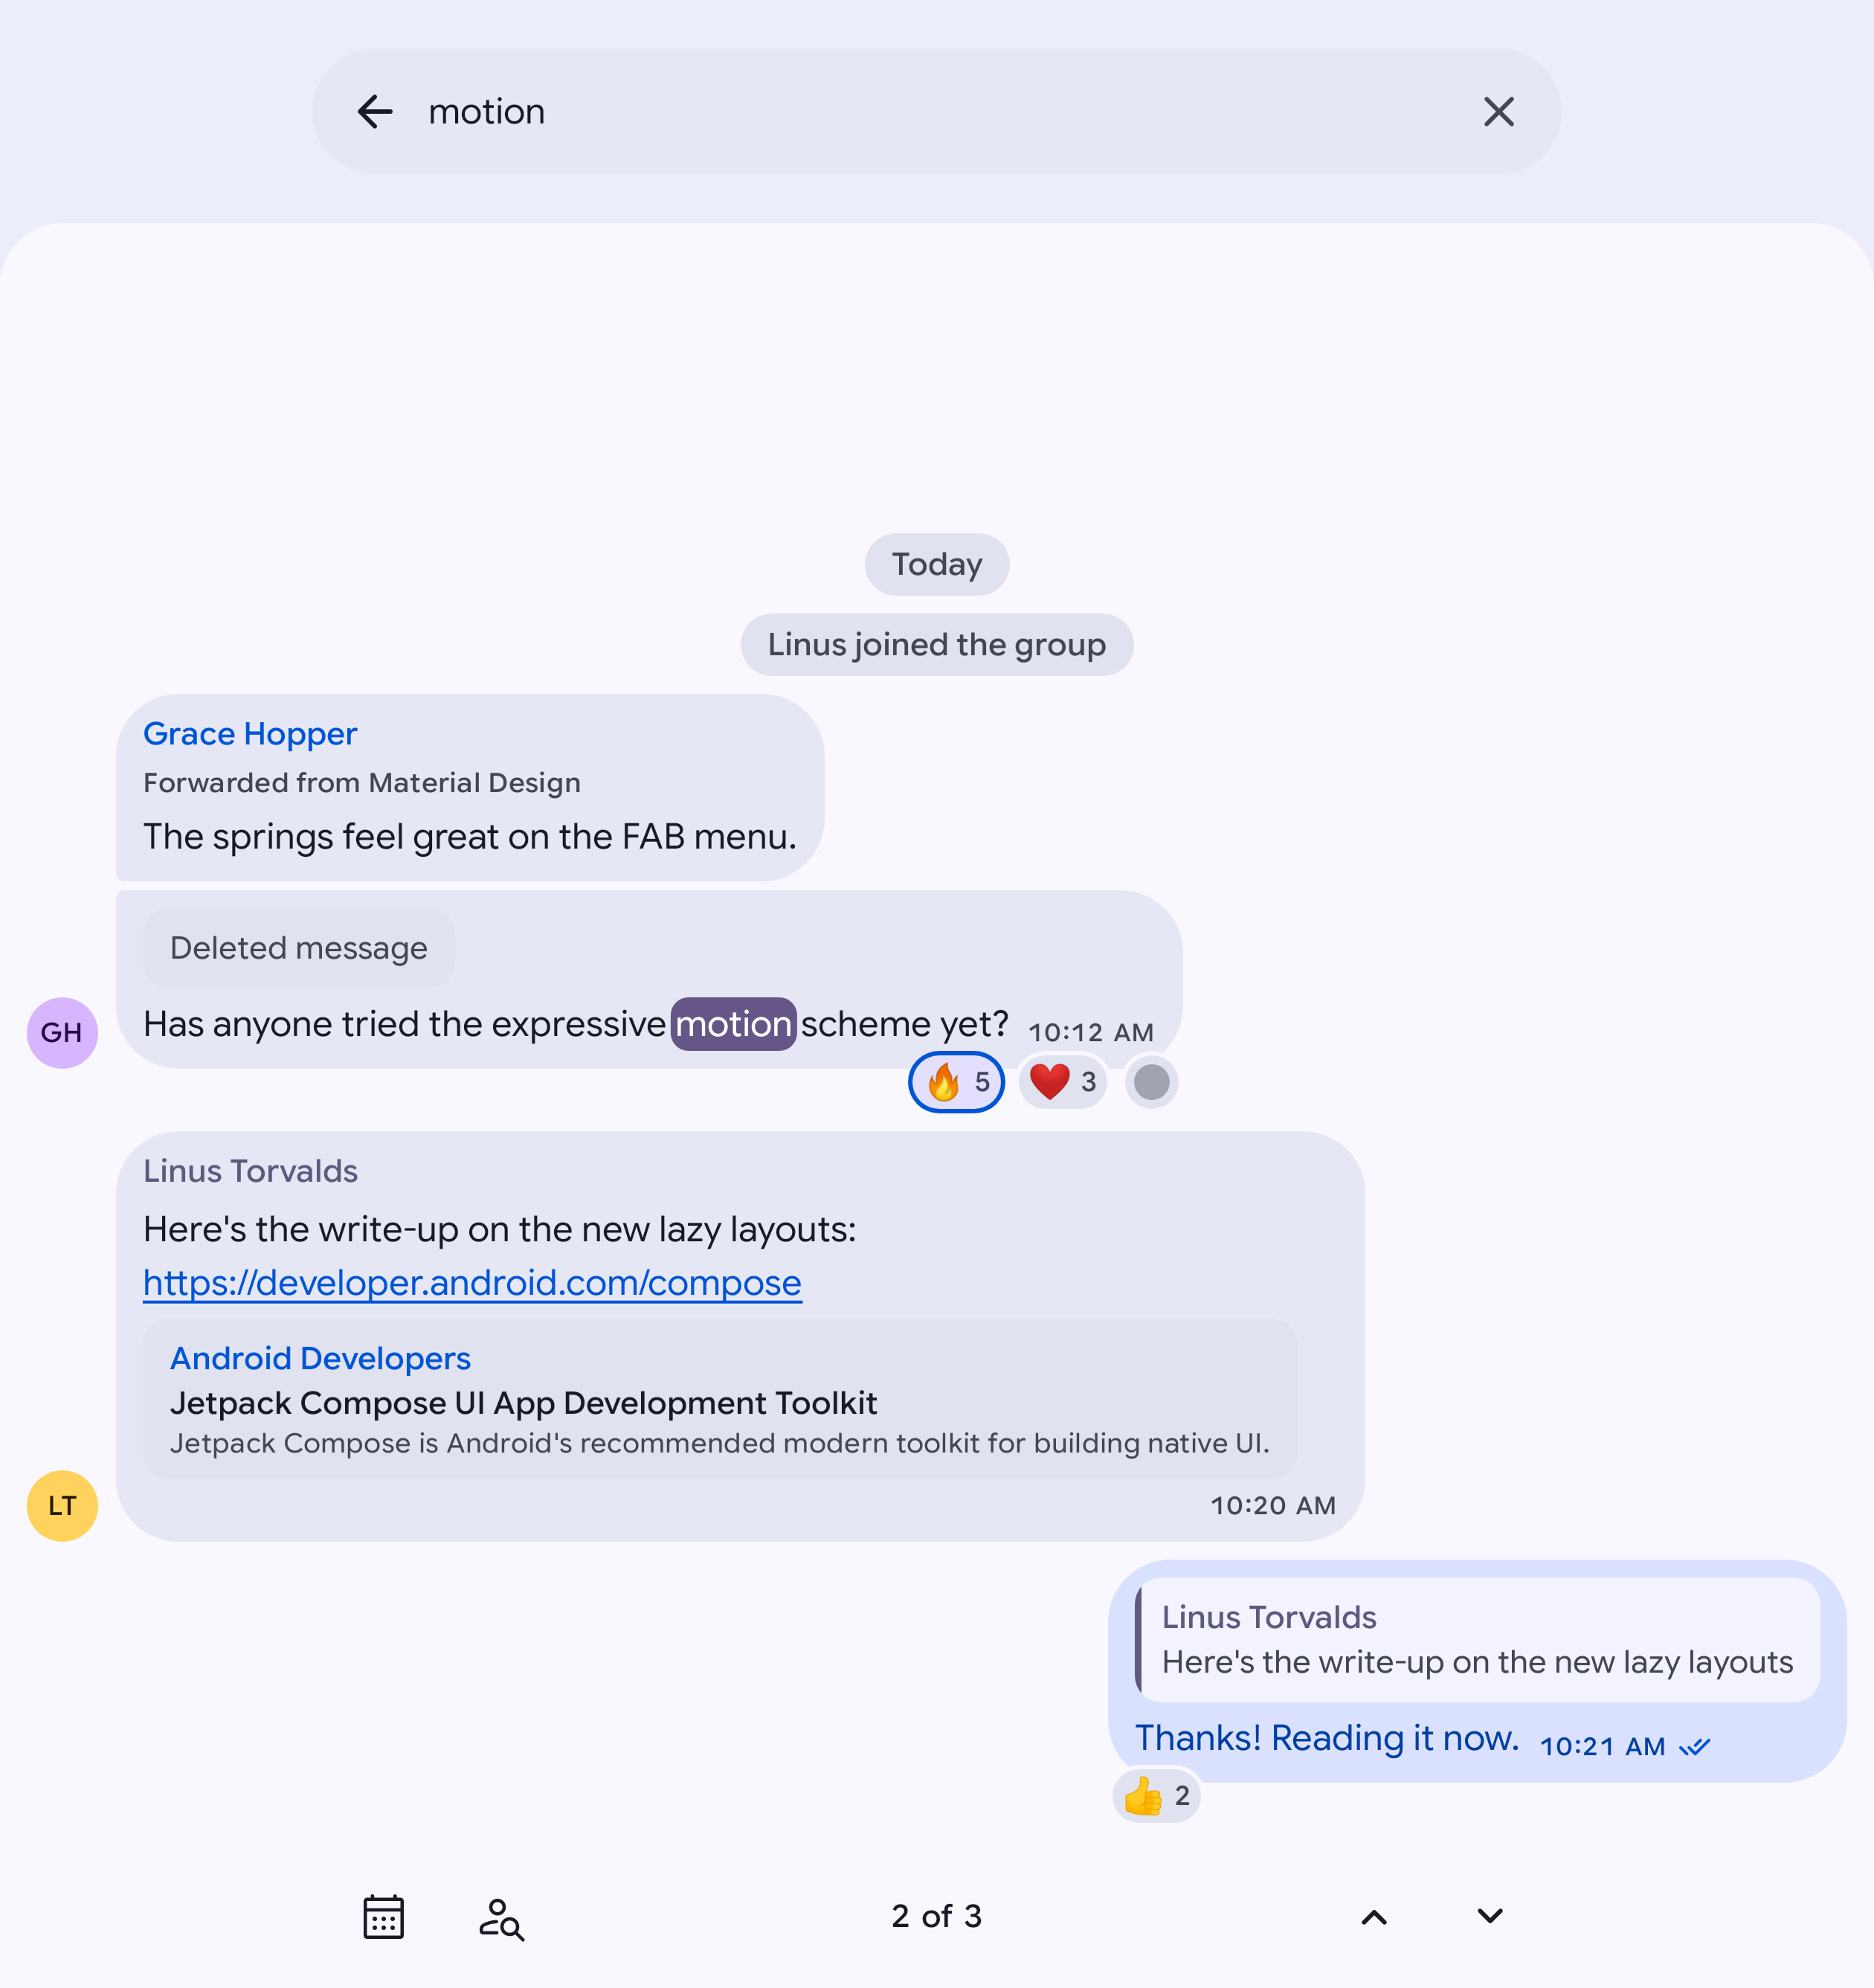 motion
Today
Linus joined the group
Grace Hopper
Forwarded from Material Design
The springs feel great on the FAB menu.
Deleted message
Has anyone tried the expressive motion scheme yet? 10:12 AM
GH
🔥 5 ❤️ 3
Linus Torvalds
Here's the write-up on the new lazy layouts:
https://developer.android.com/compose
Android Developers
Jetpack Compose UI App Development Toolkit
Jetpack Compose is Android's recommended modern toolkit for building native UI.
LT
10:20 AM
Linus Torvalds
Here's the write-up on the new lazy layouts
Thanks! Reading it now. 10:21 AM
👍 2
2 of 3